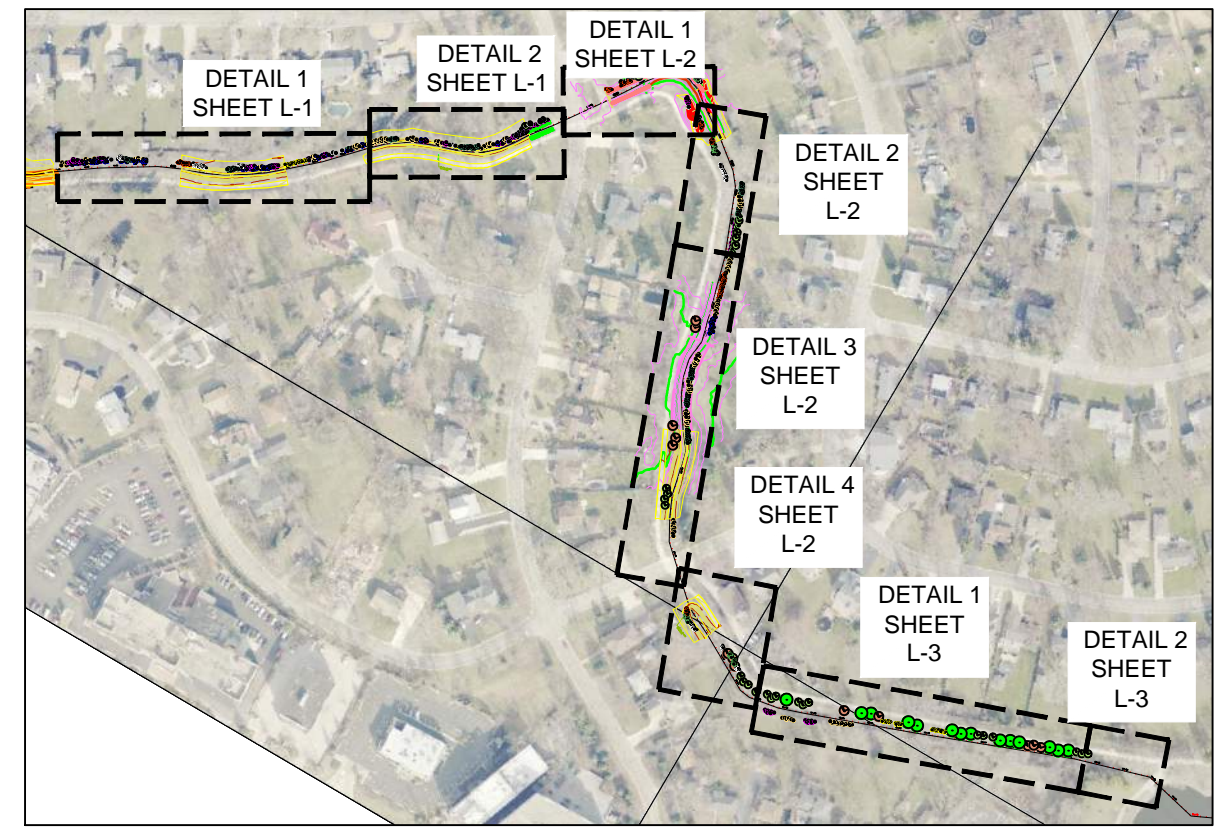 DETAIL 1
SHEET L-1
DETAIL 2
SHEET L-1
DETAIL 1
SHEET L-2
DETAIL 2
SHEET
L-2
DETAIL 3
SHEET
L-2
DETAIL 4
SHEET
L-2
DETAIL 1
SHEET
L-3
DETAIL 2
SHEET
L-3